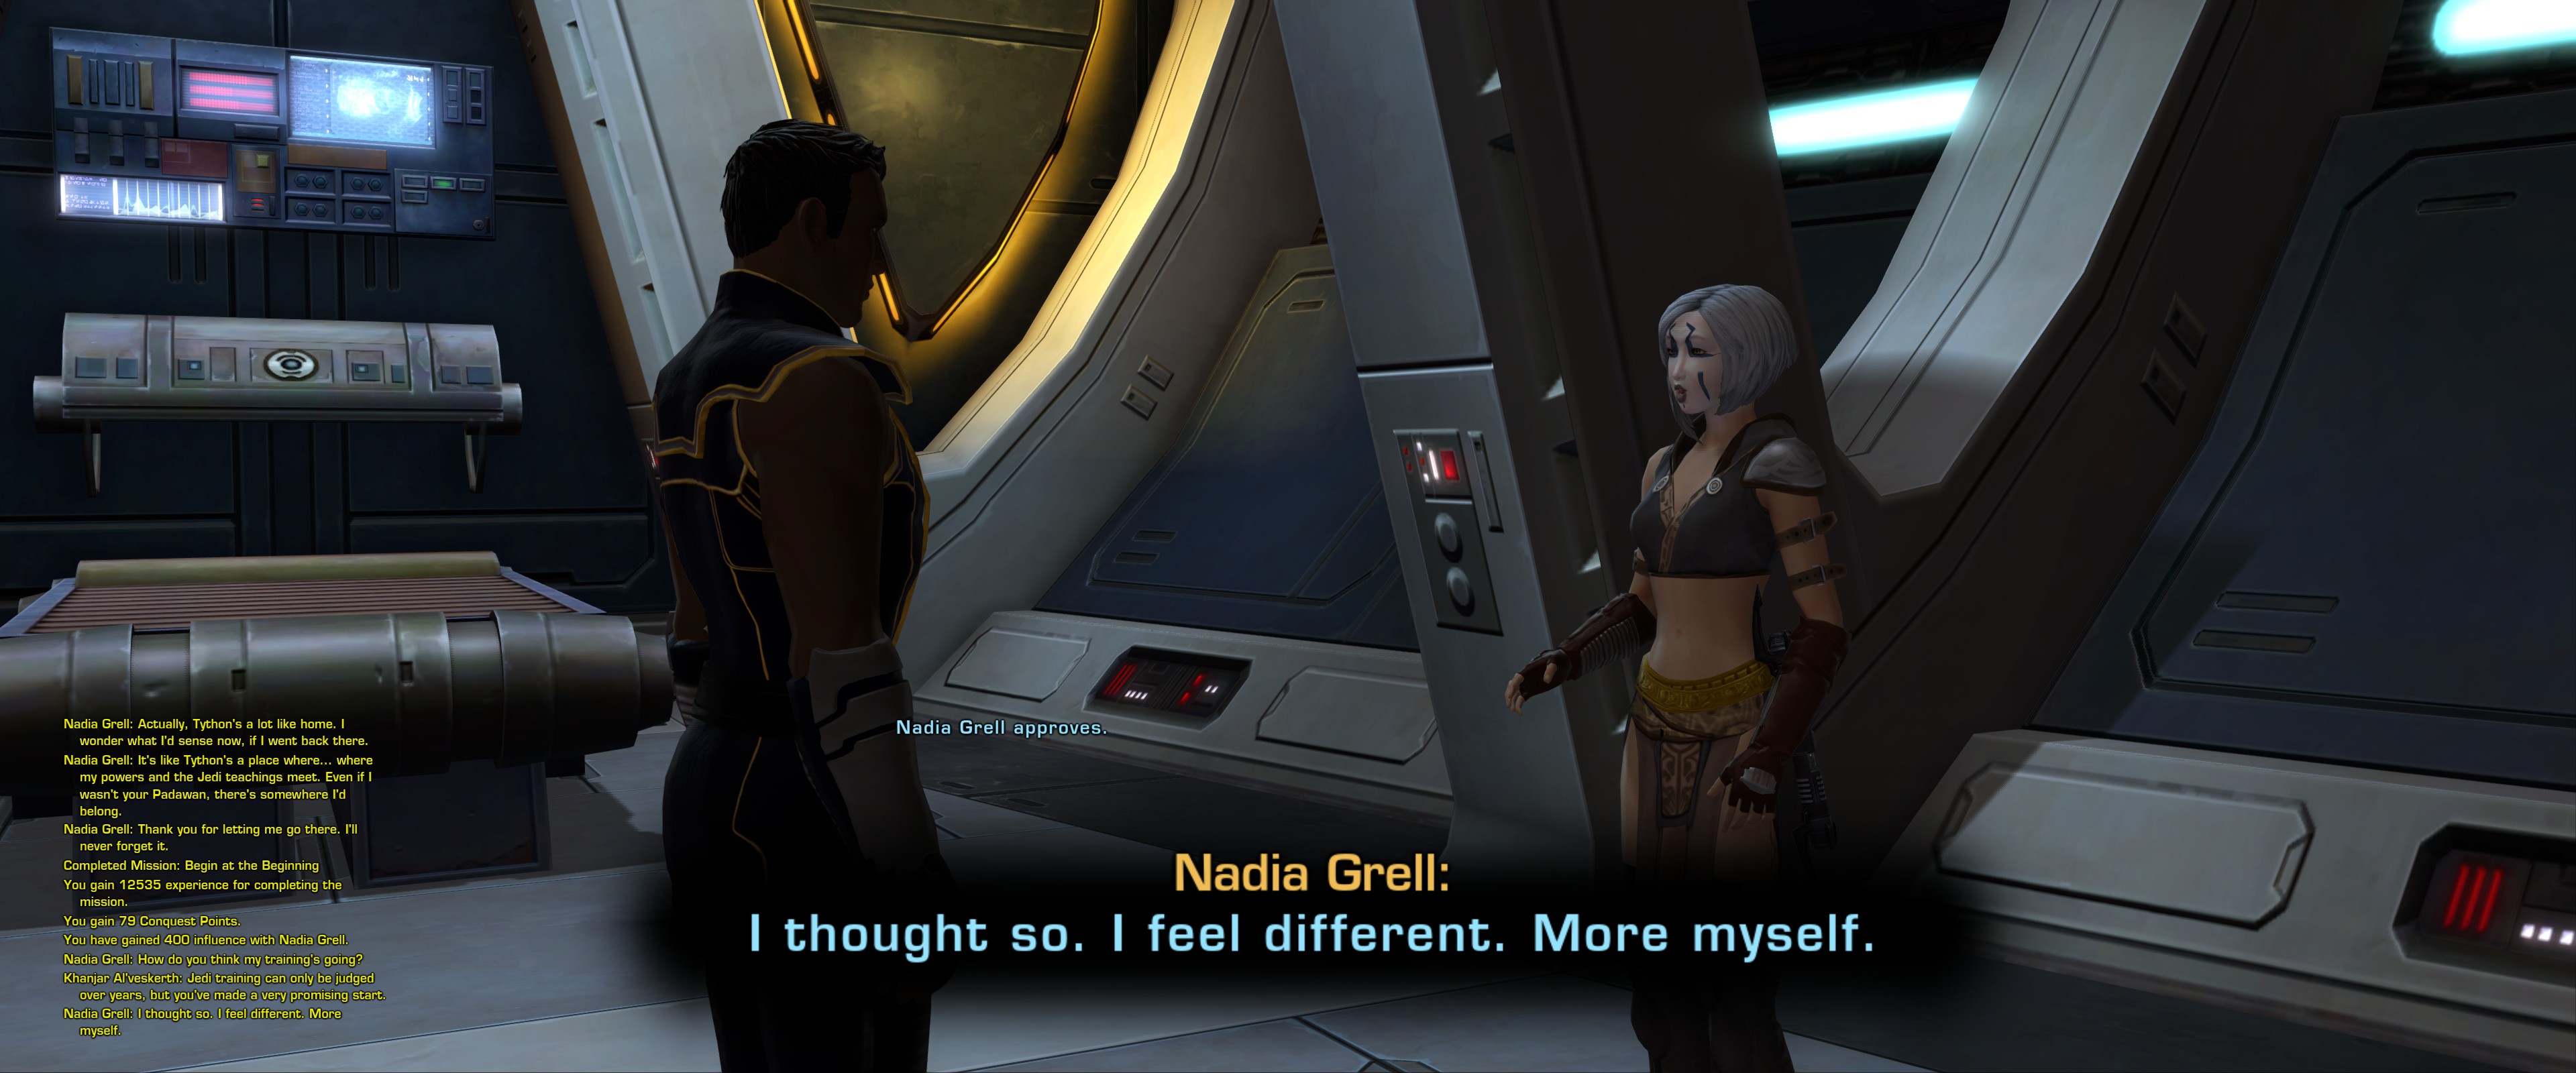 Nadia Grell: Actually, Tython's a lot like home. I
wonder what I'd sense now, if I went back there.
Nadia Grell: It's like Tython's a place where... where
my powers and the Jedi teachings meet. Even if I
wasn't your Padawan, there's somewhere I'd
belong.
Nadia Grell: Thank you for letting me go there. I'll
never forget it.
Completed Mission: Begin at the Beginning
You gain 12535 experience for completing the
mission.
You gain 79 Conquest Points.
You have gained 400 influence with Nadia Grell.
Nadia Grell: How do you think my training's going?
Khanjar Al'veskerth: Jedi training can only be judged
over years, but you've made a very promising start.
Nadia Grell: I thought so. I feel different. More
myself.
Nadia Grell approves.
Nadia Grell:
I thought so. I feel different. More myself.